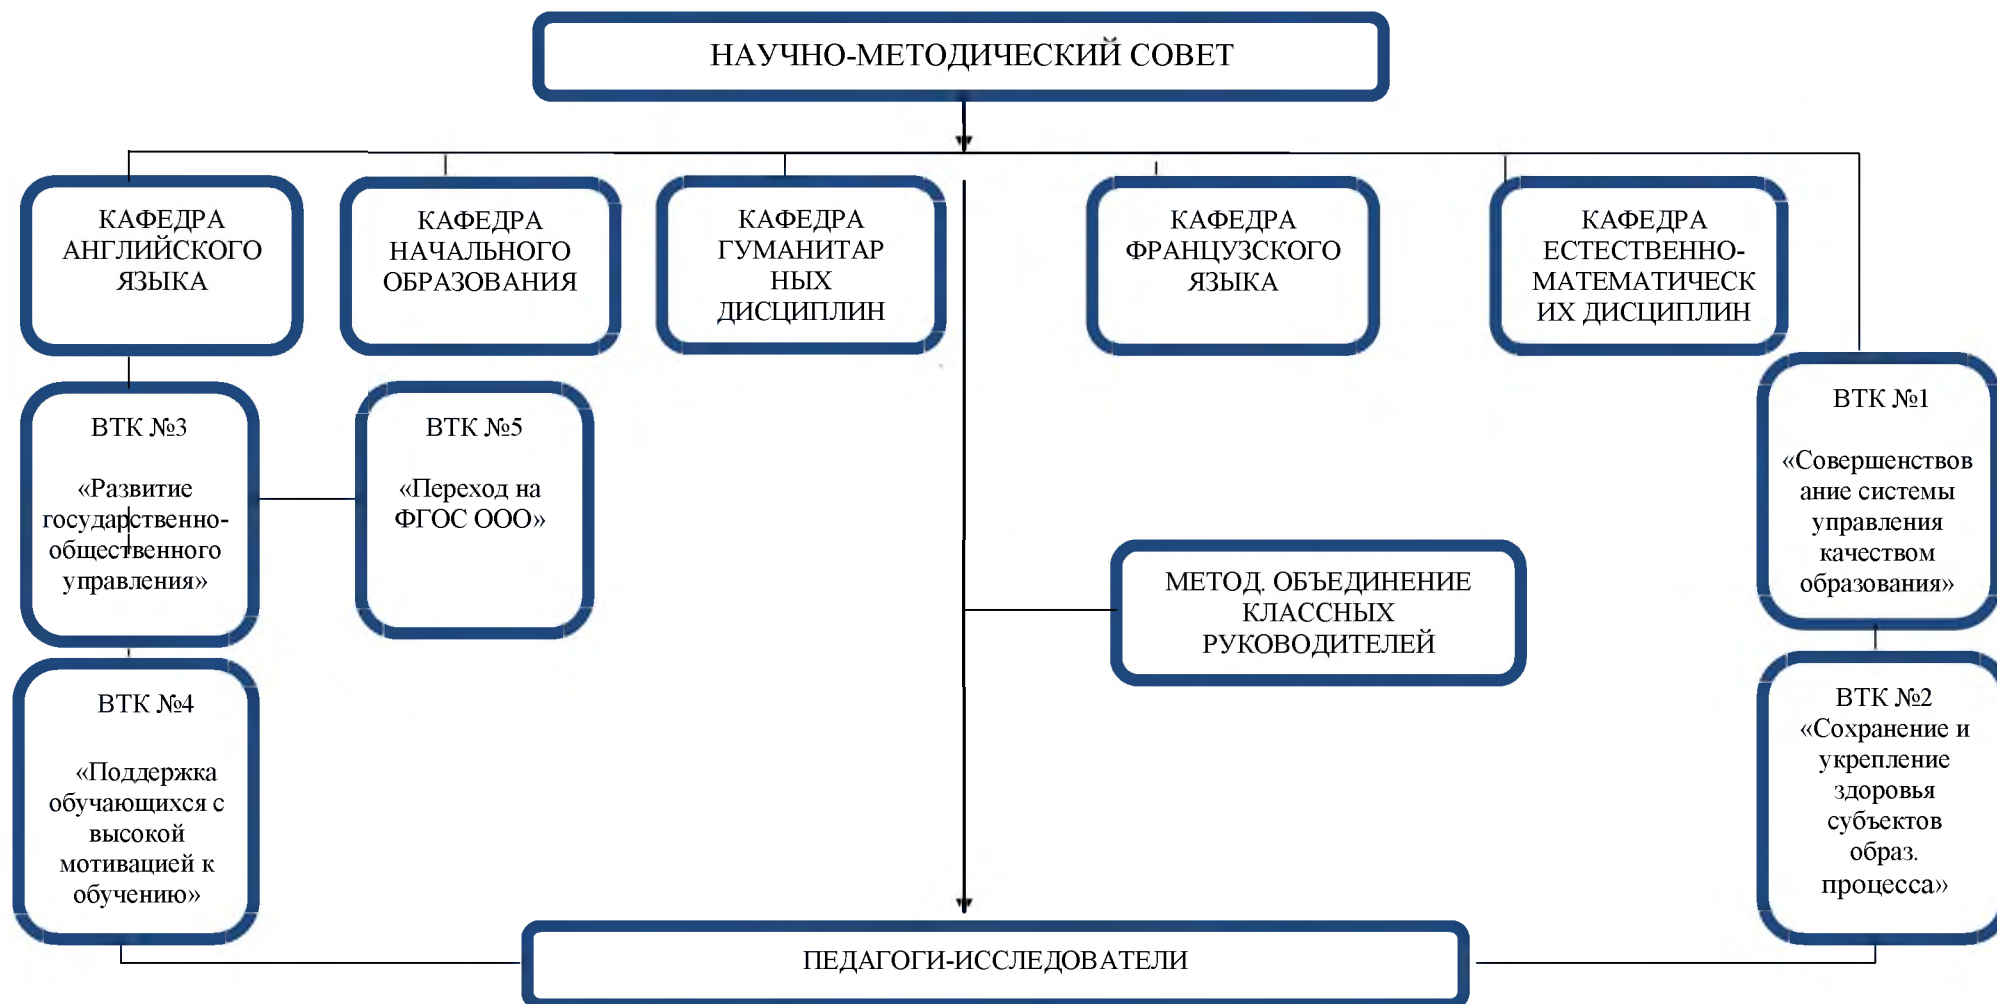 НАУЧНО-МЕТОДИЧЕСКИЙ СОВЕТ
КАФЕДРА
АНГЛИЙСКОГО
ЯЗЫКА
КАФЕДРА
НАЧАЛЬНОГО
ОБРАЗОВАНИЯ
КАФЕДРА
ГУМАНИТАР
НЫХ
ДИСЦИПЛИН
КАФЕДРА
ФРАНЦУЗСКОГО
ЯЗЫКА
КАФЕДРА
ЕСТЕСТВЕННО-
МАТЕМАТИЧЕСК
ИХ ДИСЦИПЛИН
ВТК №3
«Развитие
государственно-
общественного
управления»
ВТК №5
«Переход на
ФГОС ООО»
ВТК №1
«Совершенствов
ание системы
управления
качеством
образования»
МЕТОД. ОБЪЕДИНЕНИЕ
КЛАССНЫХ
РУКОВОДИТЕЛЕЙ
ВТК №4
«Поддержка
обучающихся с
высокой
мотивацией к
обучению»
ВТК №2
«Сохранение и
укрепление
здоровья
субъектов
образ.
процесса»
ПЕДАГОГИ-ИССЛЕДОВАТЕЛИ